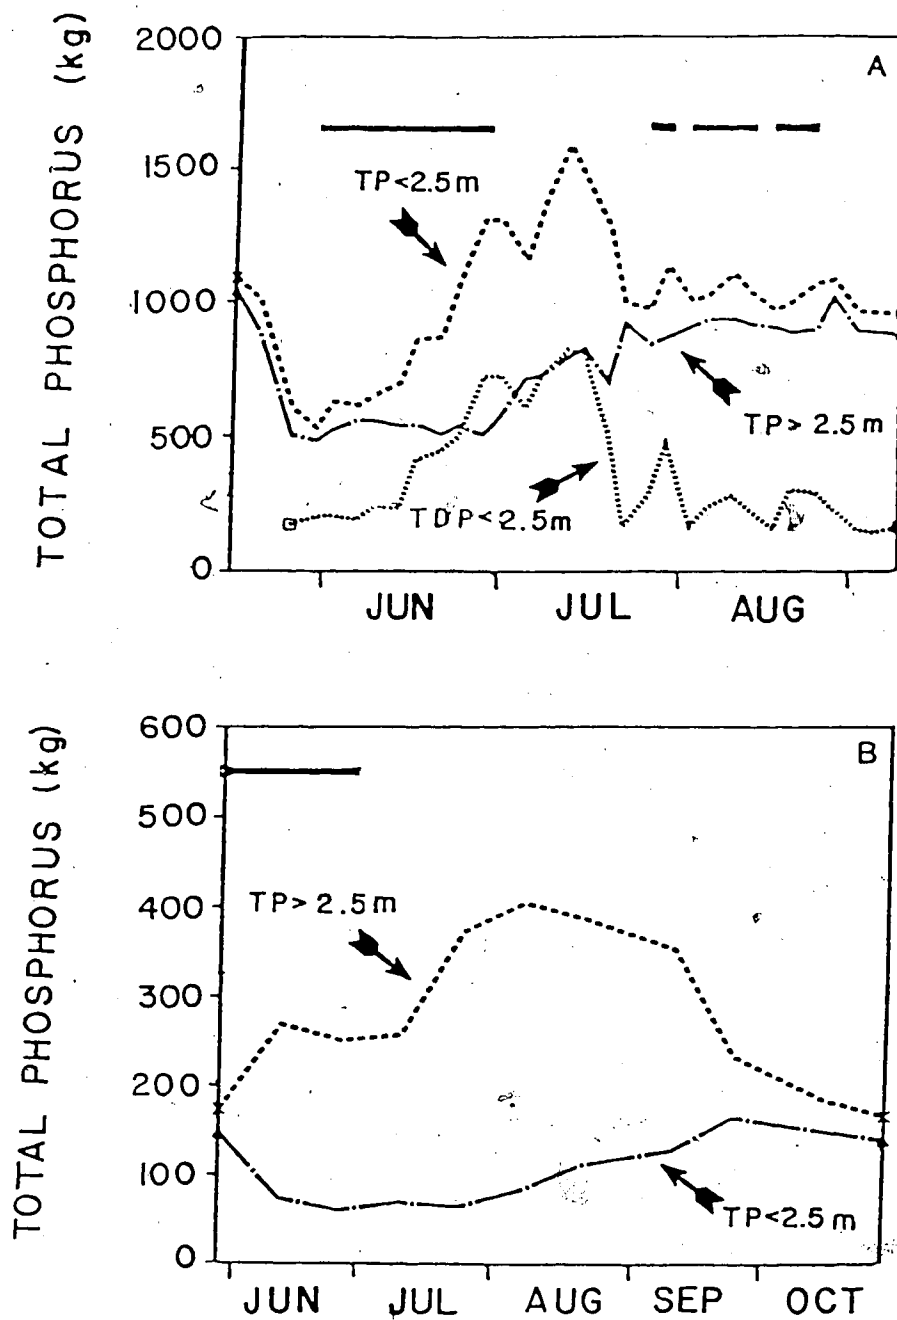 TOTAL PHOSPHORUS (kg)
2000
A
1500
TP<2.5m
1000
TP>2.5m
500
TDP<2.5m
0
JUN JUL AUG
TOTAL PHOSPHORUS (kg)
600
B
500
400
TP>2.5m
300
200
100
TP<2.5m
0
JUN JUL AUG SEP OCT